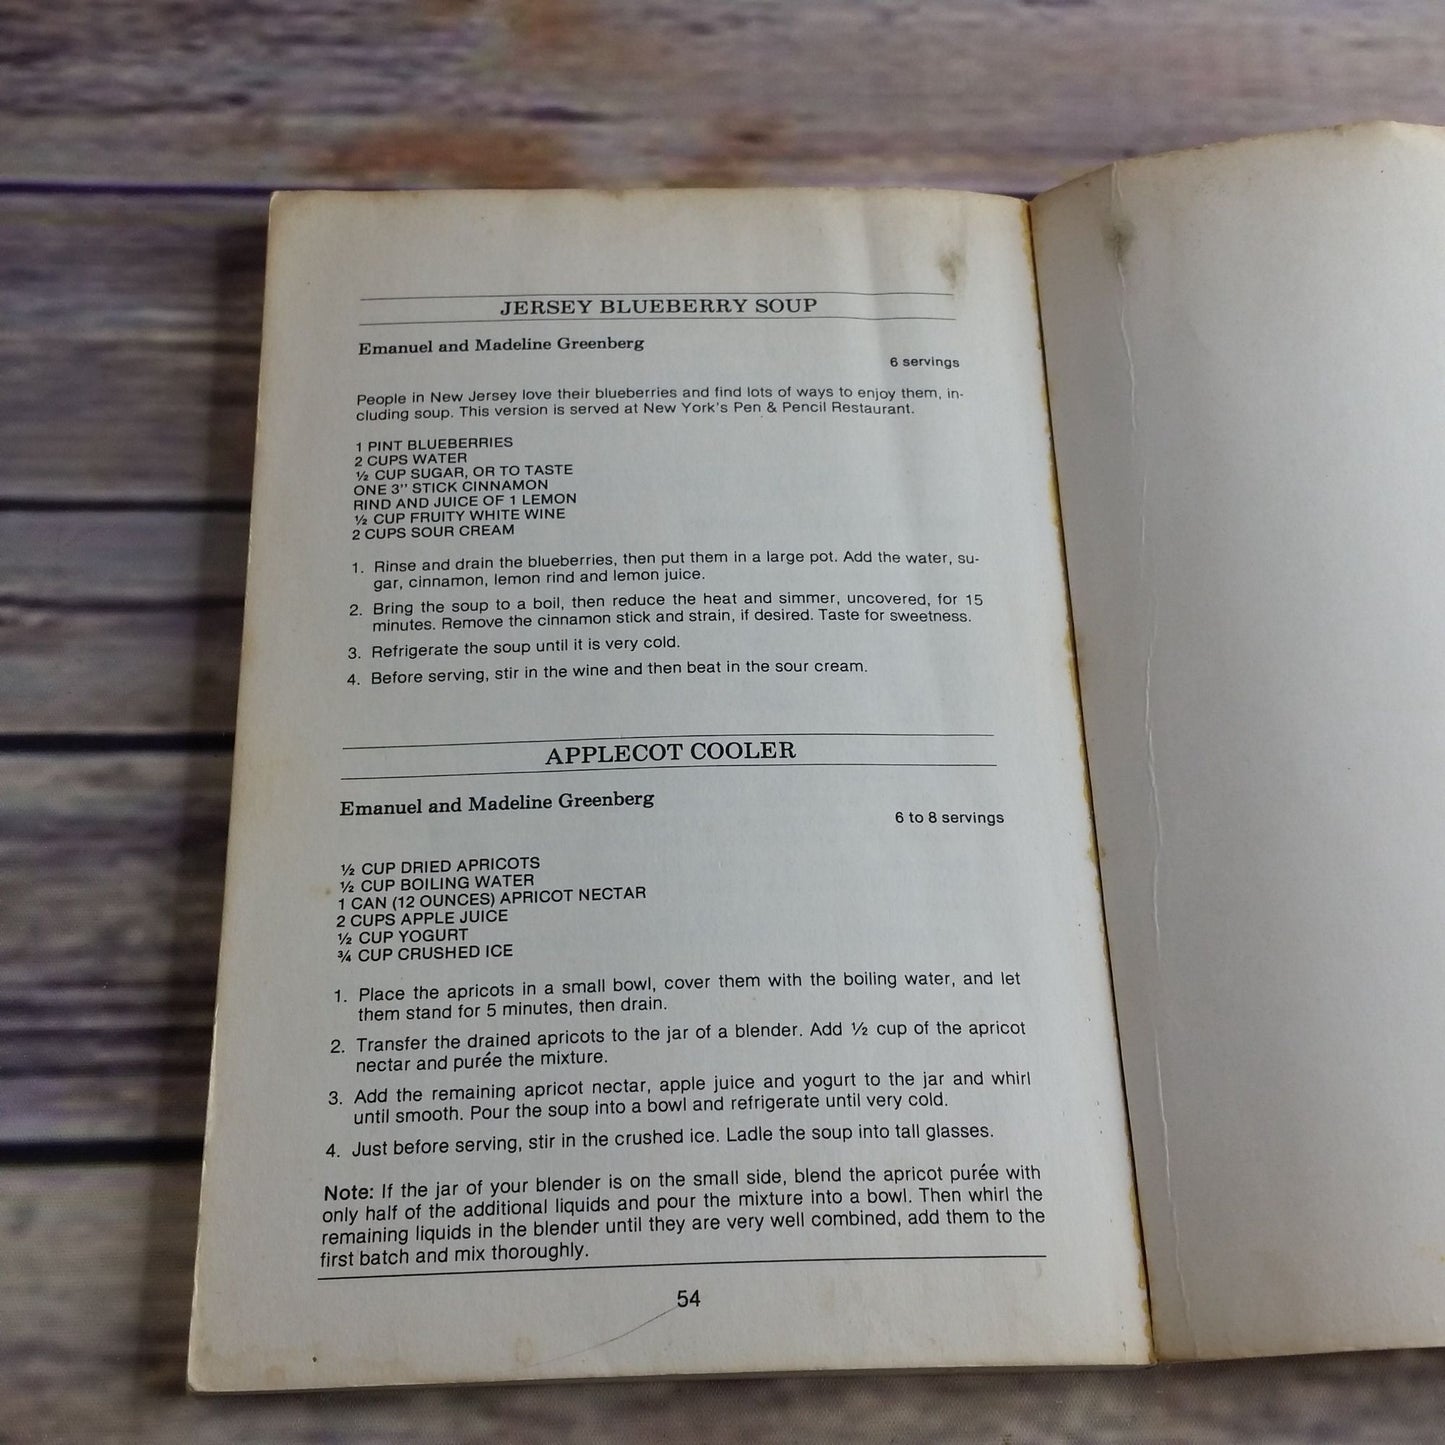 JERSEY BLUEBERRY SOUP
Emanuel and Madeline Greenberg
6 servings
People in New Jersey love their blueberries and find lots of ways to enjoy them, in-
cluding soup. This version is served at New York's Pen & Pencil Restaurant.
1 PINT BLUEBERRIES
2 CUPS WATER
½ CUP SUGAR, OR TO TASTE
ONE 3" STICK CINNAMON
RIND AND JUICE OF 1 LEMON
½ CUP FRUITY WHITE WINE
2 CUPS SOUR CREAM
1. Rinse and drain the blueberries, then put them in a large pot. Add the water, su-
gar, cinnamon, lemon rind and lemon juice.
2. Bring the soup to a boil, then reduce the heat and simmer, uncovered, for 15
minutes. Remove the cinnamon stick and strain, if desired. Taste for sweetness.
3. Refrigerate the soup until it is very cold.
4. Before serving, stir in the wine and then beat in the sour cream.
APPLECOT COOLER
Emanuel and Madeline Greenberg
6 to 8 servings
½ CUP DRIED APRICOTS
½ CUP BOILING WATER
1 CAN (12 OUNCES) APRICOT NECTAR
2 CUPS APPLE JUICE
½ CUP YOGURT
¾ CUP CRUSHED ICE
1. Place the apricots in a small bowl, cover them with the boiling water, and let
them stand for 5 minutes, then drain.
2. Transfer the drained apricots to the jar of a blender. Add ½ cup of the apricot
nectar and purée the mixture.
3. Add the remaining apricot nectar, apple juice and yogurt to the jar and whirl
until smooth. Pour the soup into a bowl and refrigerate until very cold.
4. Just before serving, stir in the crushed ice. Ladle the soup into tall glasses.
Note: If the jar of your blender is on the small side, blend the apricot purée with
only half of the additional liquids and pour the mixture into a bowl. Then whirl the
remaining liquids in the blender until they are very well combined, add them to the
first batch and mix thoroughly.
54